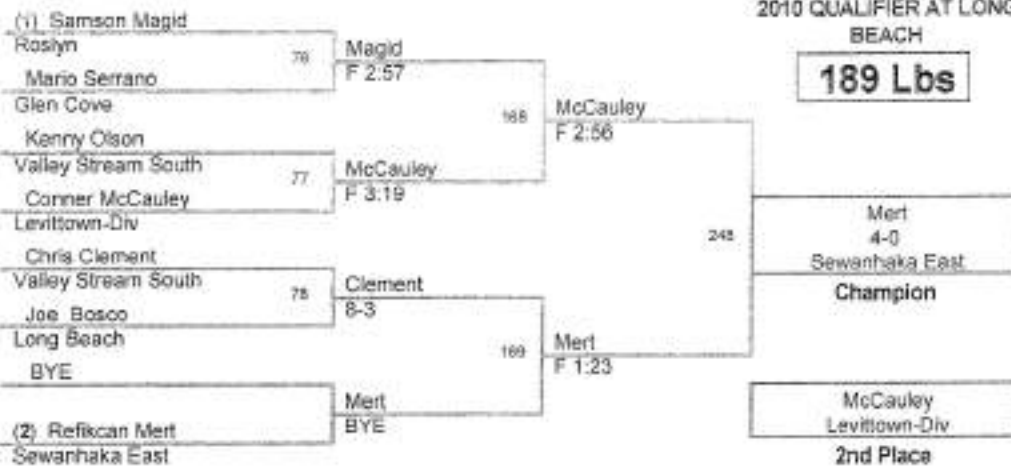 2010 QUALIFIER AT LONG
BEACH
189 Lbs
(1) Samson Magid
Roslyn
Mario Serrano
Glen Cove
Kenny Olson
Valley Stream South
Conner McCauley
Levittown-Div
Chris Clement
Valley Stream South
Joe Bosco
Long Beach
BYE
(2) Refikcan Mert
Sewanhaka East
76
Magid
F 2:57
77
McCauley
F 3:19
78
Clement
8-3
Mert
BYE
168
McCauley
F 2:56
169
Mert
F 1:23
248
Mert
4-0
Sewanhaka East
Champion
McCauley
Levittown-Div
2nd Place